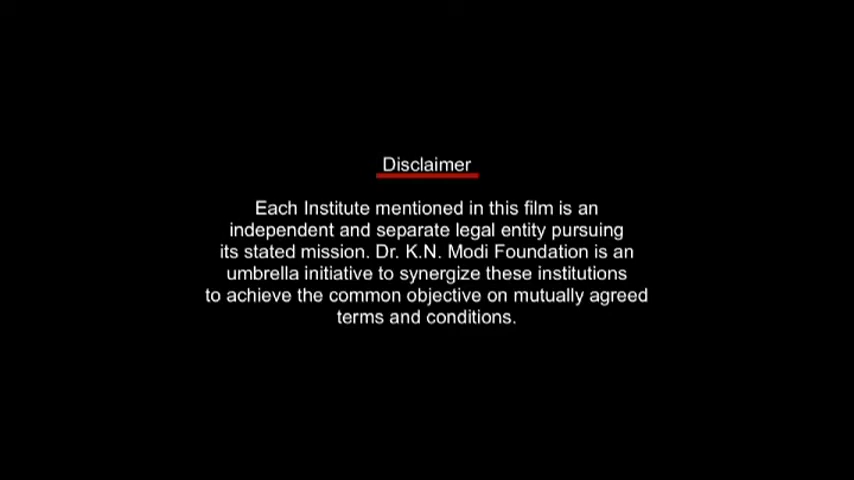 Disclaimer
Each Institute mentioned in this film is an
independent and separate legal entity pursuing
its stated mission. Dr. K.N. Modi Foundation is an
umbrella initiative to synergize these institutions
to achieve the common objective on mutually agreed
terms and conditions.